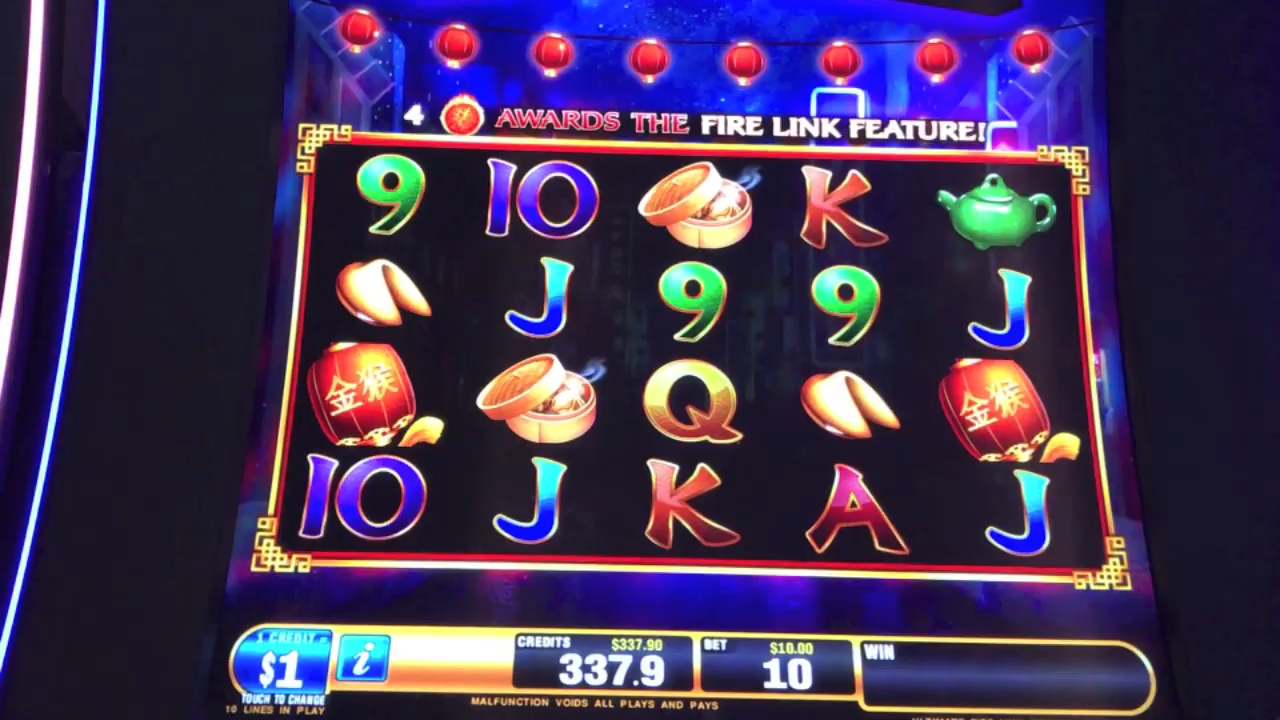 4 AWARDS THE FIRE LINK FEATURE!
9 10 K
J 9 9 J
金猴 Q 金猴
10 J K A J
1 CREDIT =
$1
TOUCH TO CHANGE
10 LINES IN PLAY
i
CREDITS $337.90
337.9
BET $10.00
10
WIN
MALFUNCTION VOIDS ALL PLAYS AND PAYS